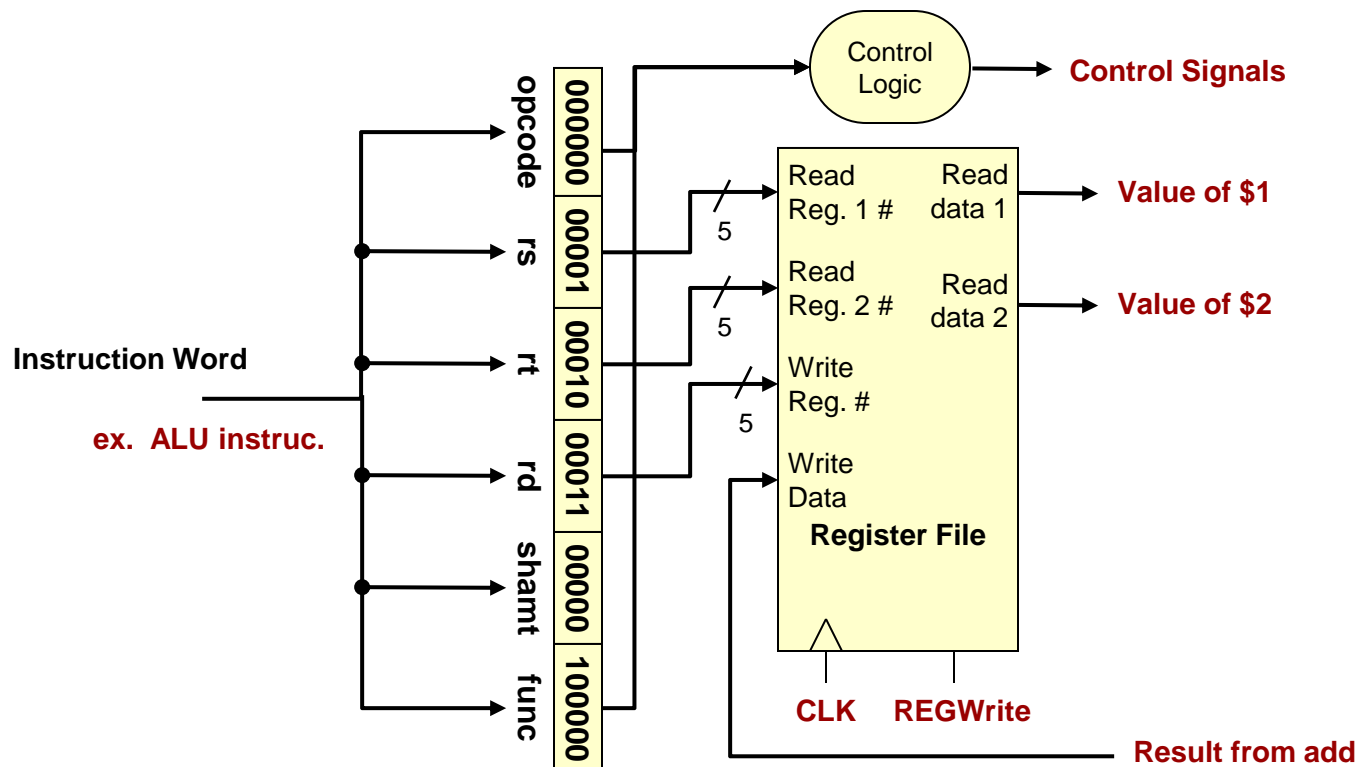 Control
Logic
Control Signals
opcode
000000
rs
00001
rt
00010
rd
00011
shamt
00000
func
100000
Instruction Word
ex. ALU instruc.
5
5
5
Read
Reg. 1 #
Read
data 1
Value of $1
Read
Reg. 2 #
Read
data 2
Value of $2
Write
Reg. #
Write
Data
Register File
CLK
REGWrite
Result from add